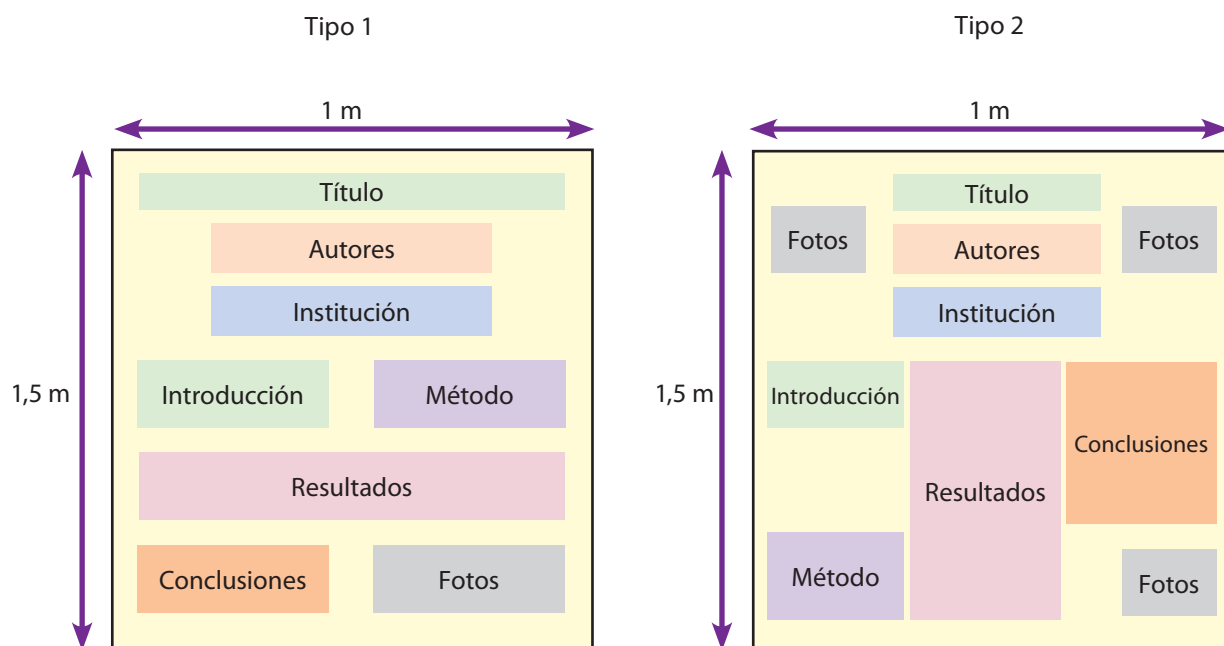 Tipo 1
1 m
1,5 m
Título
Autores
Institución
Introducción
Método
Resultados
Conclusiones
Fotos
Tipo 2
1 m
1,5 m
Título
Fotos
Fotos
Autores
Institución
Introducción
Conclusiones
Resultados
Método
Fotos